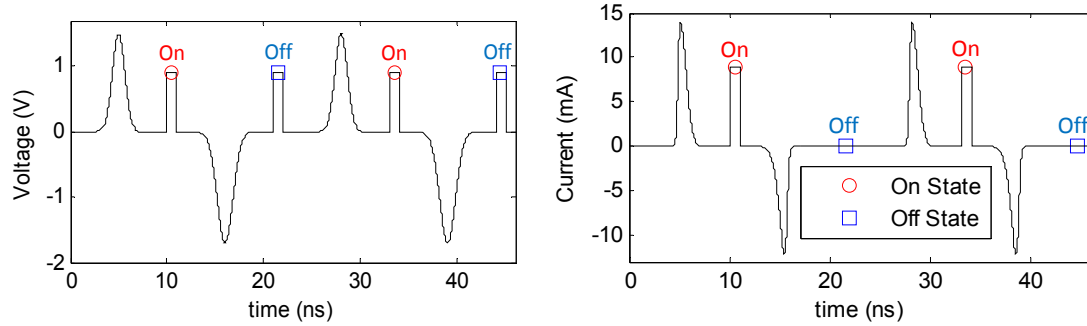 Voltage (V)
1
0
-1
-2
On
Off
On
Off
0
10
20
30
40
time (ns)
Current (mA)
15
10
5
0
-5
-10
On
Off
On
Off
On State
Off State
0
10
20
30
40
time (ns)